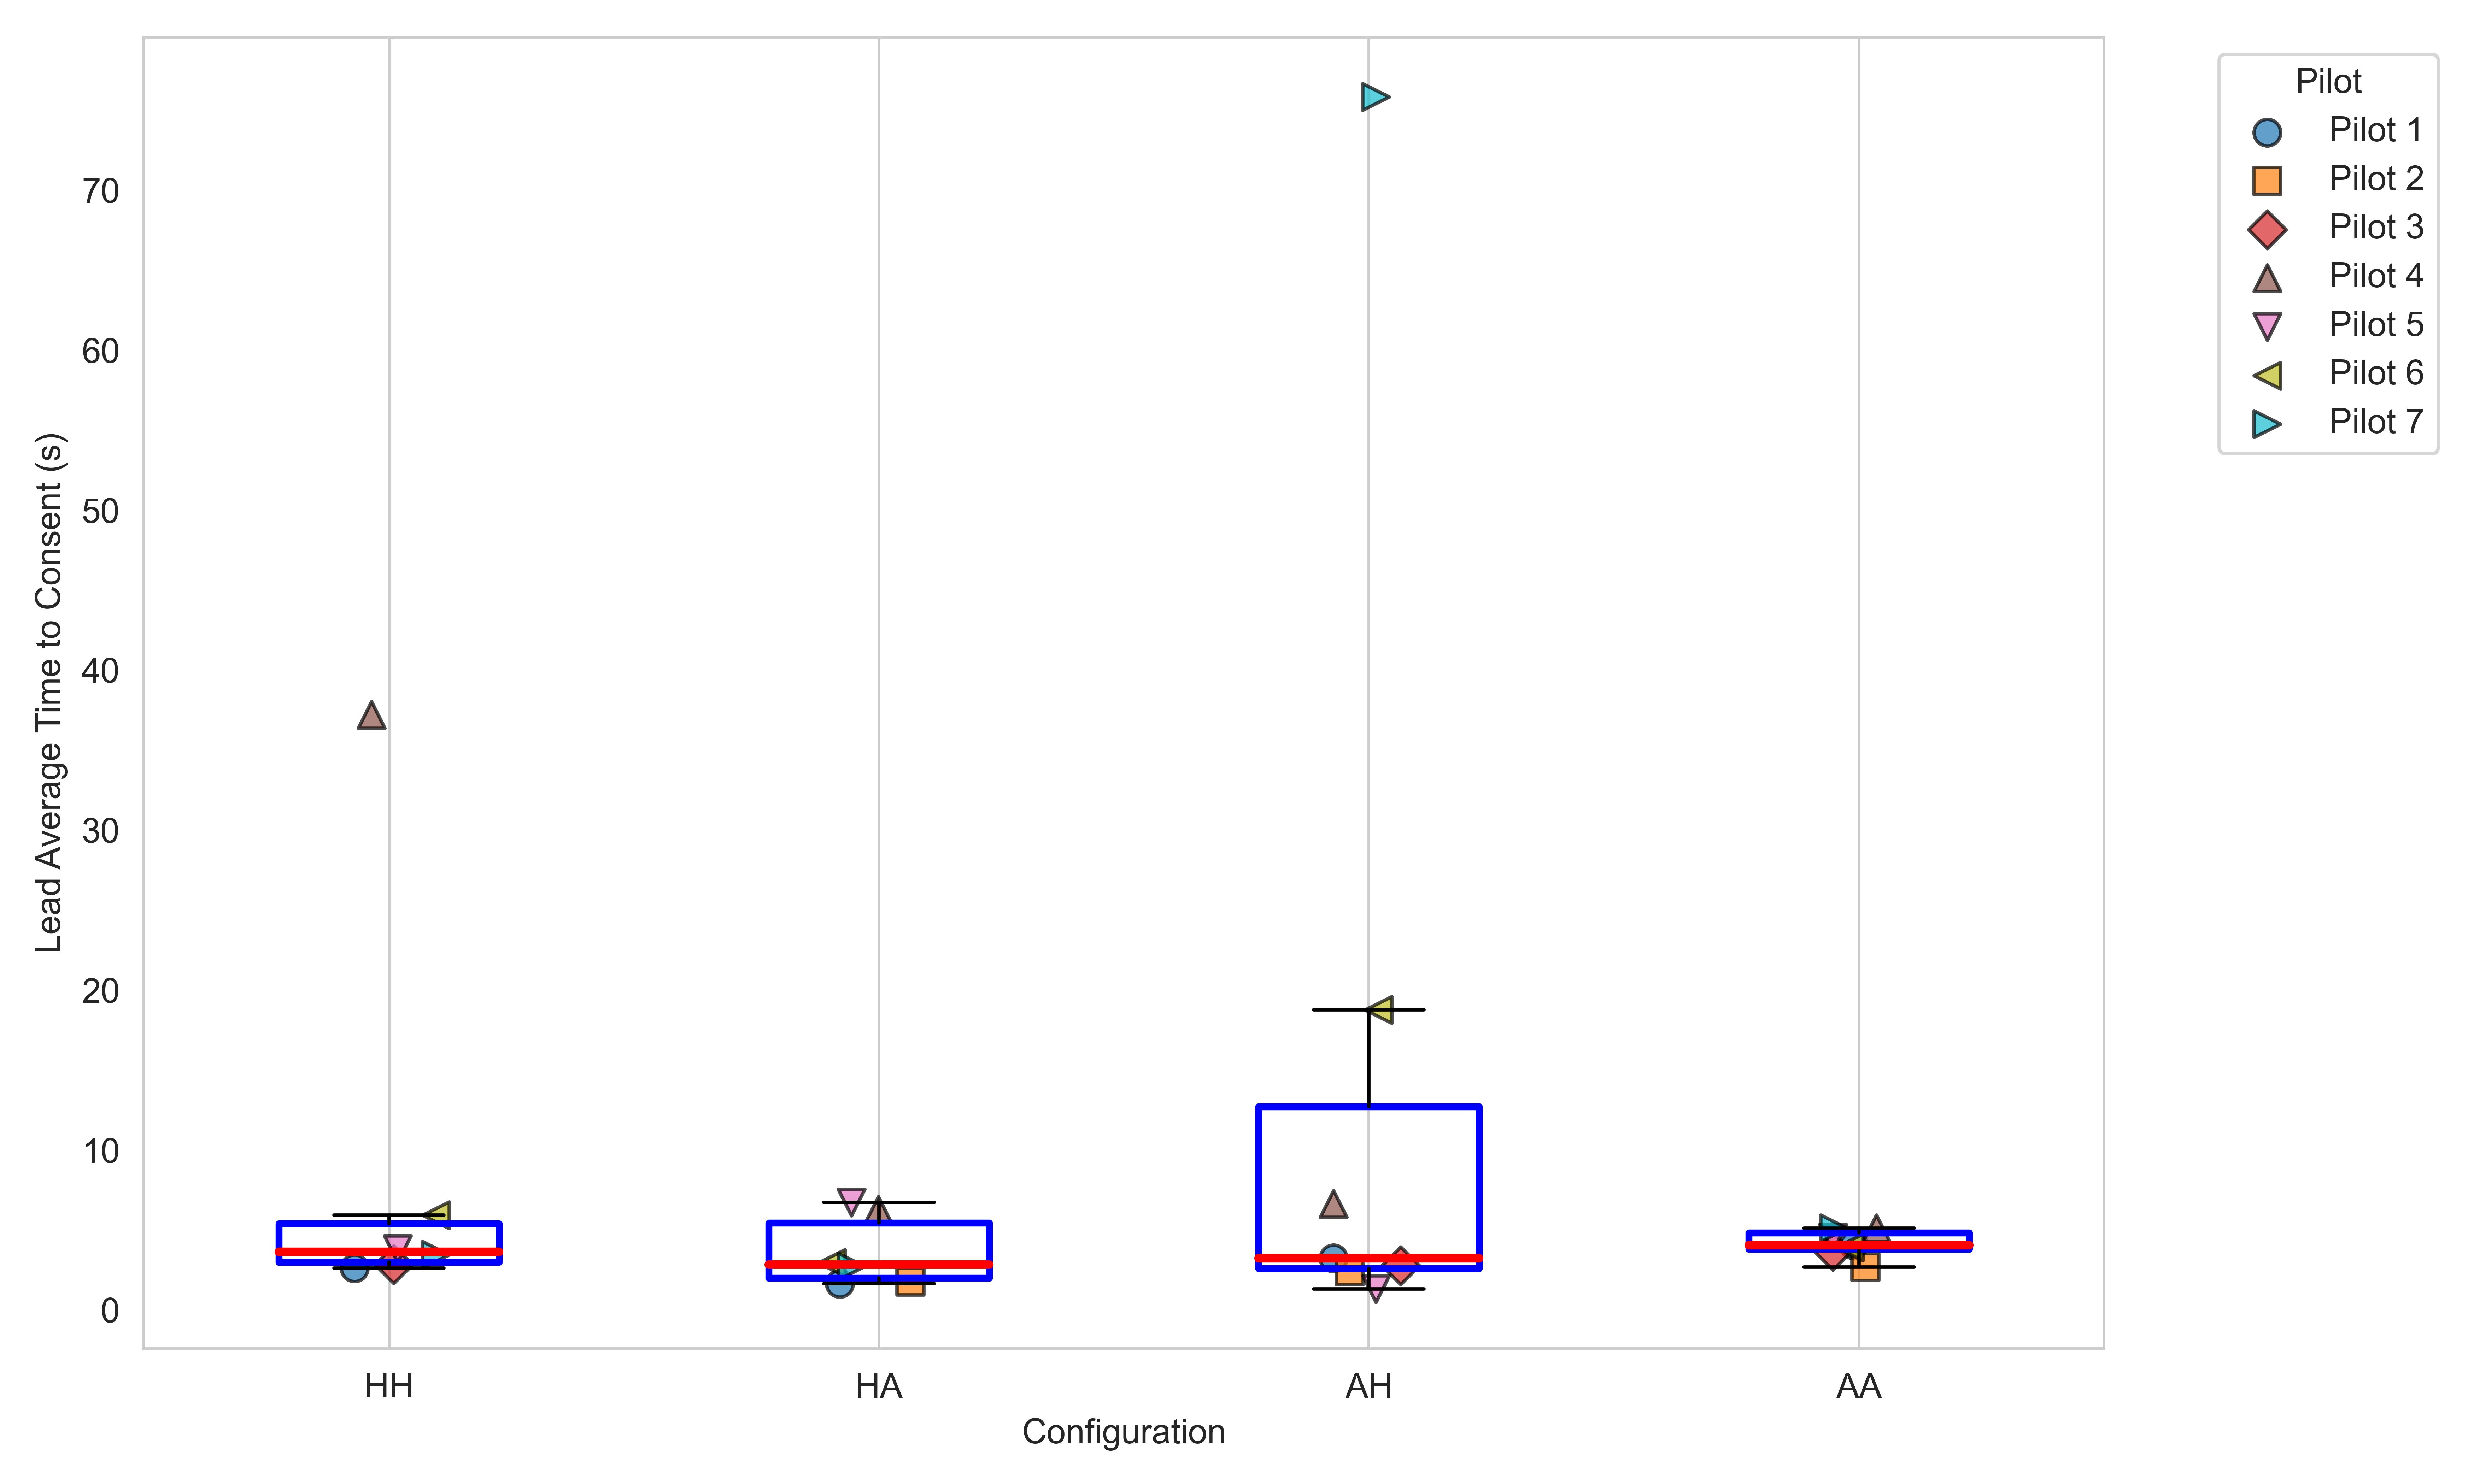 Lead Average Time to Consent (s)
70
60
50
40
30
20
10
0
HH
HA
AH
AA
Configuration
Pilot
Pilot 1
Pilot 2
Pilot 3
Pilot 4
Pilot 5
Pilot 6
Pilot 7